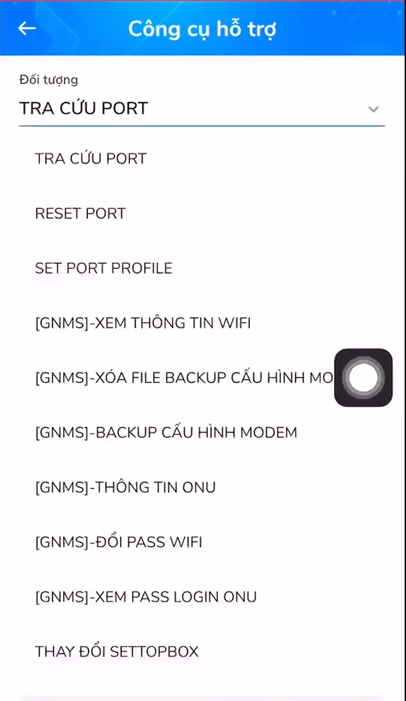 Công cụ hỗ trợ
Đối tượng
TRA CỨU PORT
TRA CỨU PORT
RESET PORT
SET PORT PROFILE
[GNMS]-XEM THÔNG TIN WIFI
[GNMS]-XÓA FILE BACKUP CẤU HÌNH MO
[GNMS]-BACKUP CẤU HÌNH MODEM
[GNMS]-THÔNG TIN ONU
[GNMS]-ĐỔI PASS WIFI
[GNMS]-XEM PASS LOGIN ONU
THAY ĐỔI SETTOPBOX